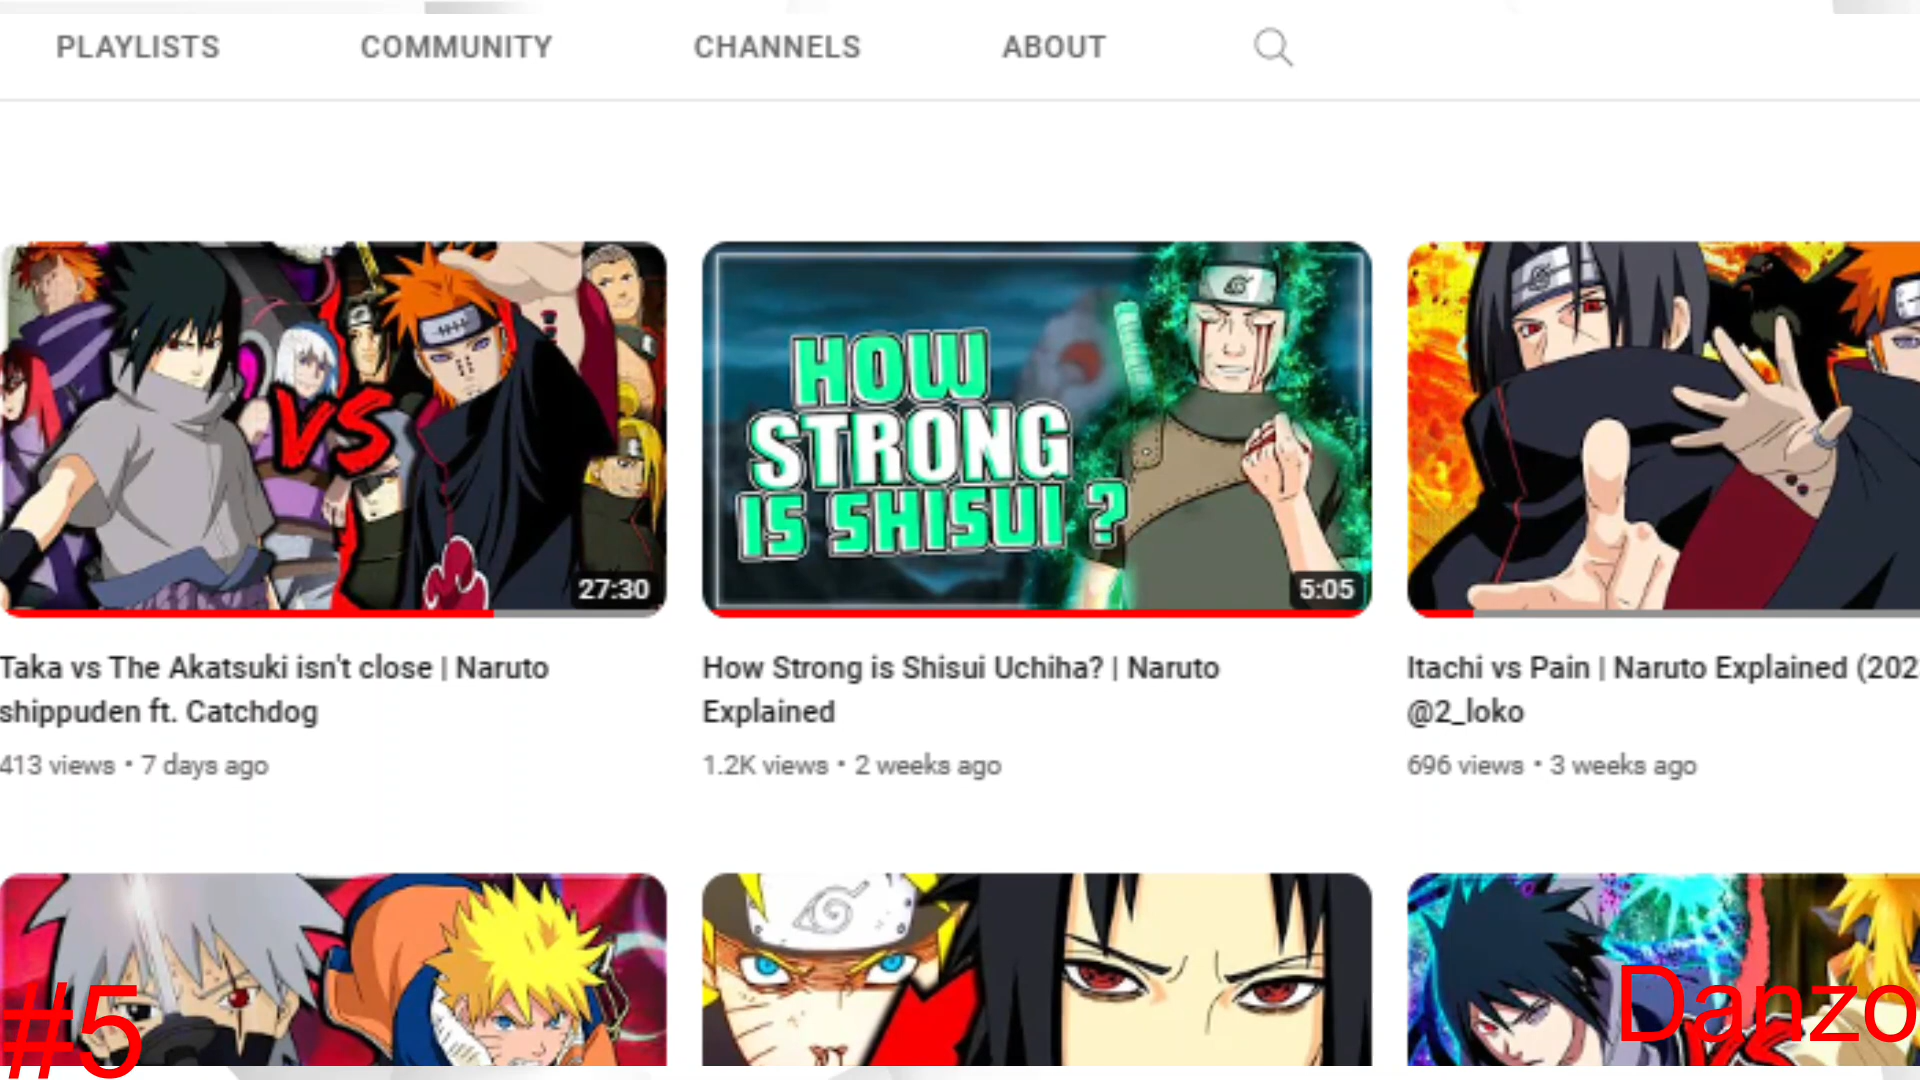 PLAYLISTS COMMUNITY CHANNELS ABOUT
VS
27:30
HOW
STRONG
IS SHISUI ?
5:05
Taka vs The Akatsuki isn't close | Naruto
shippuden ft. Catchdog
413 views • 7 days ago
How Strong is Shisui Uchiha? | Naruto
Explained
1.2K views • 2 weeks ago
Itachi vs Pain | Naruto Explained (202
@2_loko
696 views • 3 weeks ago
#5
Danzo
VS